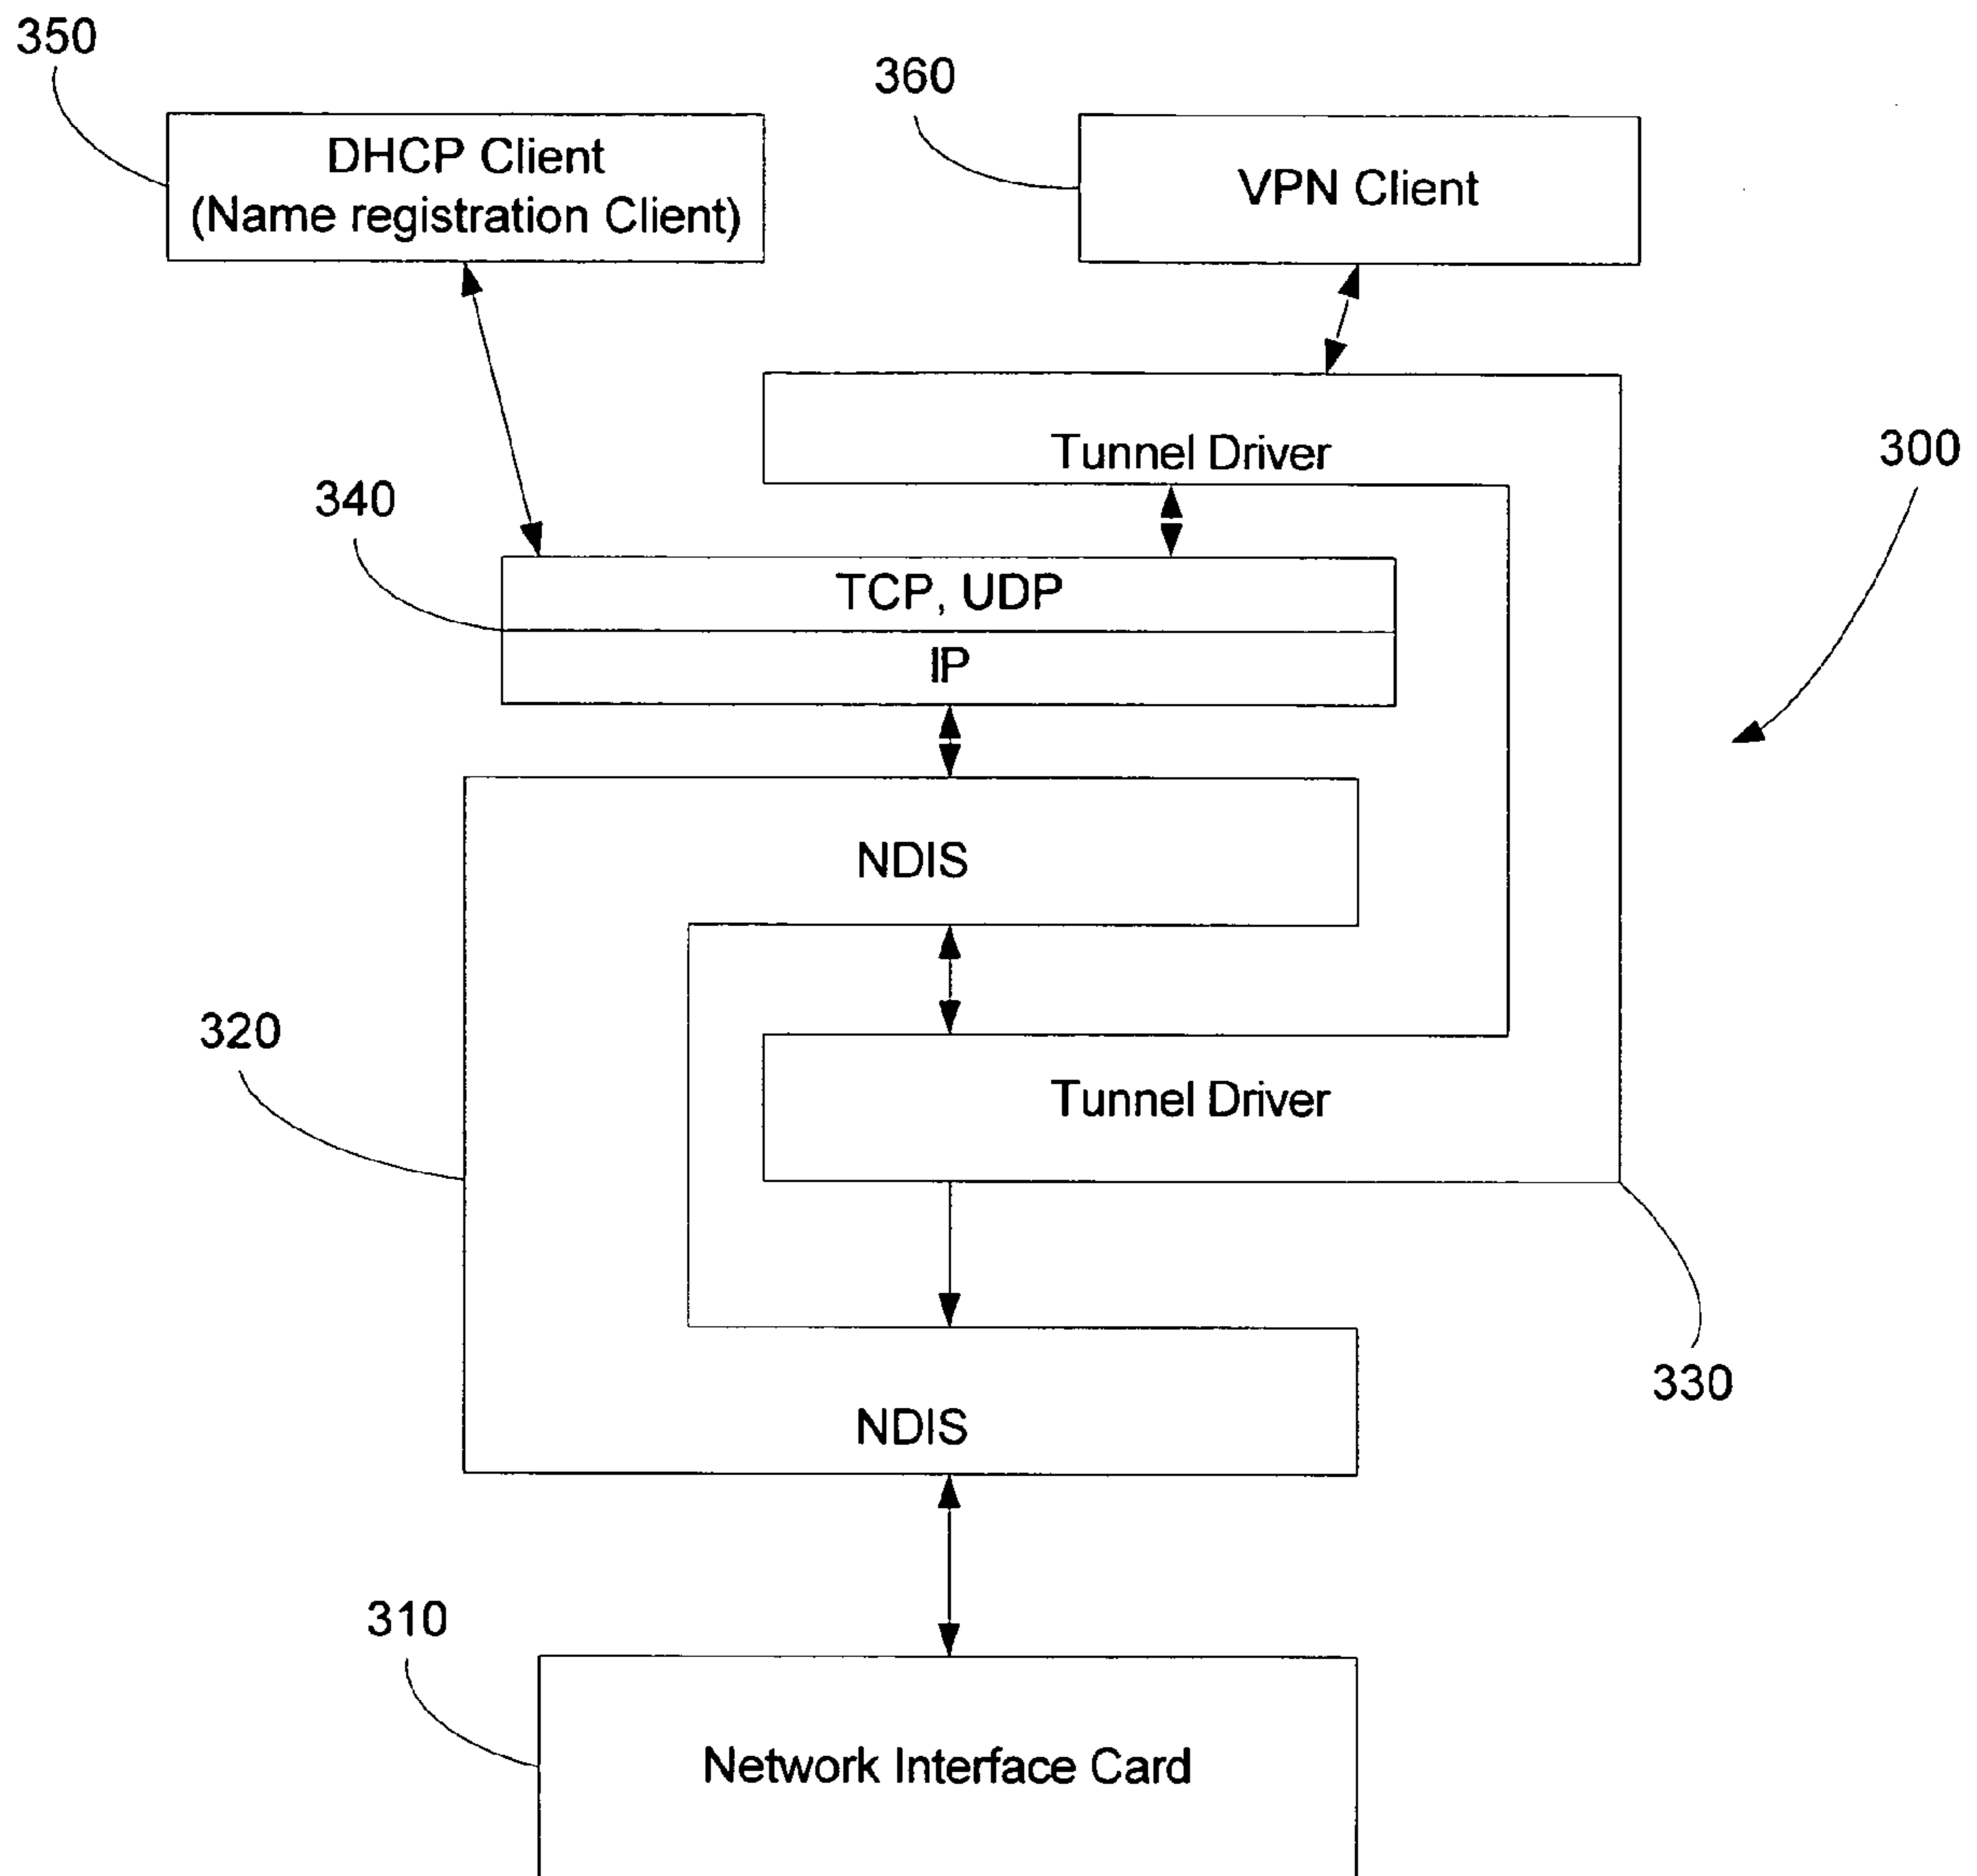 350
360
DHCP Client
(Name registration Client)
VPN Client
Tunnel Driver
300
340
TCP, UDP
IP
NDIS
320
Tunnel Driver
330
NDIS
310
Network Interface Card